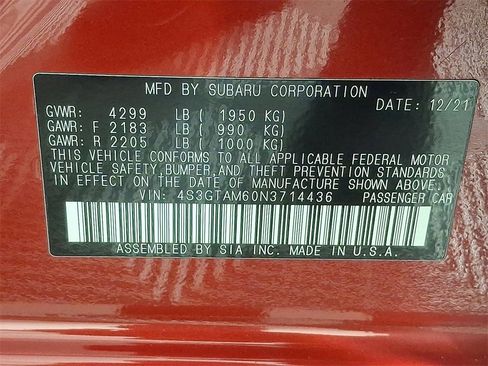 MFD BY SUBARU CORPORATION
DATE: 12/21
GVWR: 4299 LB ( 1950 KG)
GAWR: F 2183 LB ( 990 KG)
GAWR: R 2205 LB ( 1000 KG)
THIS VEHICLE CONFORMS TO ALL APPLICABLE FEDERAL MOTOR
VEHICLE SAFETY,BUMPER,AND THEFT PREVENTION STANDARDS
IN EFFECT ON THE DATE OF MANUFACTURE SHOWN ABOVE.
VIN: 4S3GTAM60N3714436 PASSENGER CAR
ASSEMBLED BY SIA INC. MADE IN U.S.A.